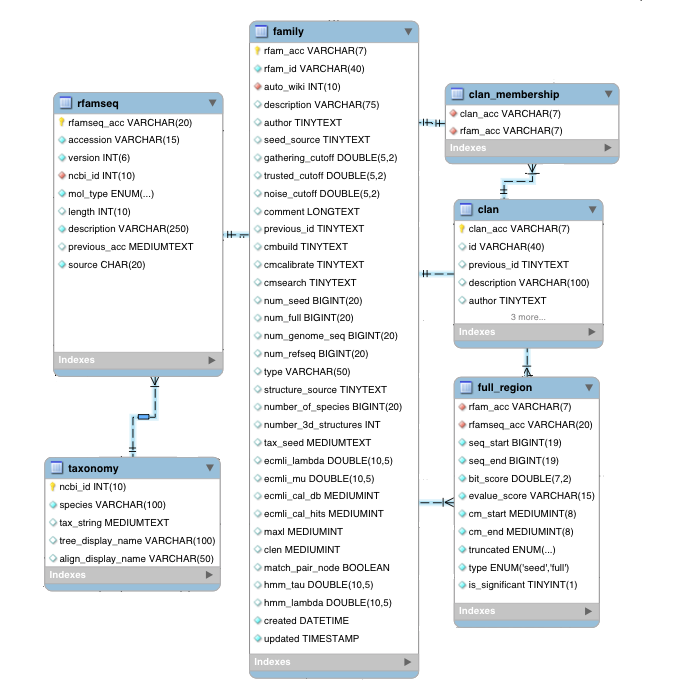 family
rfam_acc VARCHAR(7)
rfam_id VARCHAR(40)
auto_wiki INT(10)
description VARCHAR(75)
author TINYTEXT
seed_source TINYTEXT
gathering_cutoff DOUBLE(5,2)
trusted_cutoff DOUBLE(5,2)
noise_cutoff DOUBLE(5,2)
comment LONGTEXT
previous_id TINYTEXT
cmbuild TINYTEXT
cmcalibrate TINYTEXT
cmsearch TINYTEXT
num_seed BIGINT(20)
num_full BIGINT(20)
num_genome_seq BIGINT(20)
num_refseq BIGINT(20)
type VARCHAR(50)
structure_source TINYTEXT
number_of_species BIGINT(20)
number_3d_structures INT
tax_seed MEDIUMTEXT
ecmli_lambda DOUBLE(10,5)
ecmli_mu DOUBLE(10,5)
ecmli_cal_db MEDIUMINT
ecmli_cal_hits MEDIUMINT
maxl MEDIUMINT
clen MEDIUMINT
match_pair_node BOOLEAN
hmm_tau DOUBLE(10,5)
hmm_lambda DOUBLE(10,5)
created DATETIME
updated TIMESTAMP
Indexes
rfamseq
rfamseq_acc VARCHAR(20)
accession VARCHAR(15)
version INT(6)
ncbi_id INT(10)
mol_type ENUM(...)
length INT(10)
description VARCHAR(250)
previous_acc MEDIUMTEXT
source CHAR(20)
Indexes
taxonomy
ncbi_id INT(10)
species VARCHAR(100)
tax_string MEDIUMTEXT
tree_display_name VARCHAR(100)
align_display_name VARCHAR(50)
Indexes
clan_membership
clan_acc VARCHAR(7)
rfam_acc VARCHAR(7)
Indexes
clan
clan_acc VARCHAR(7)
id VARCHAR(40)
previous_id TINYTEXT
description VARCHAR(100)
author TINYTEXT
3 more...
Indexes
full_region
rfam_acc VARCHAR(7)
rfamseq_acc VARCHAR(20)
seq_start BIGINT(19)
seq_end BIGINT(19)
bit_score DOUBLE(7,2)
evalue_score VARCHAR(15)
cm_start MEDIUMINT(8)
cm_end MEDIUMINT(8)
truncated ENUM(...)
type ENUM('seed','full')
is_significant TINYINT(1)
Indexes